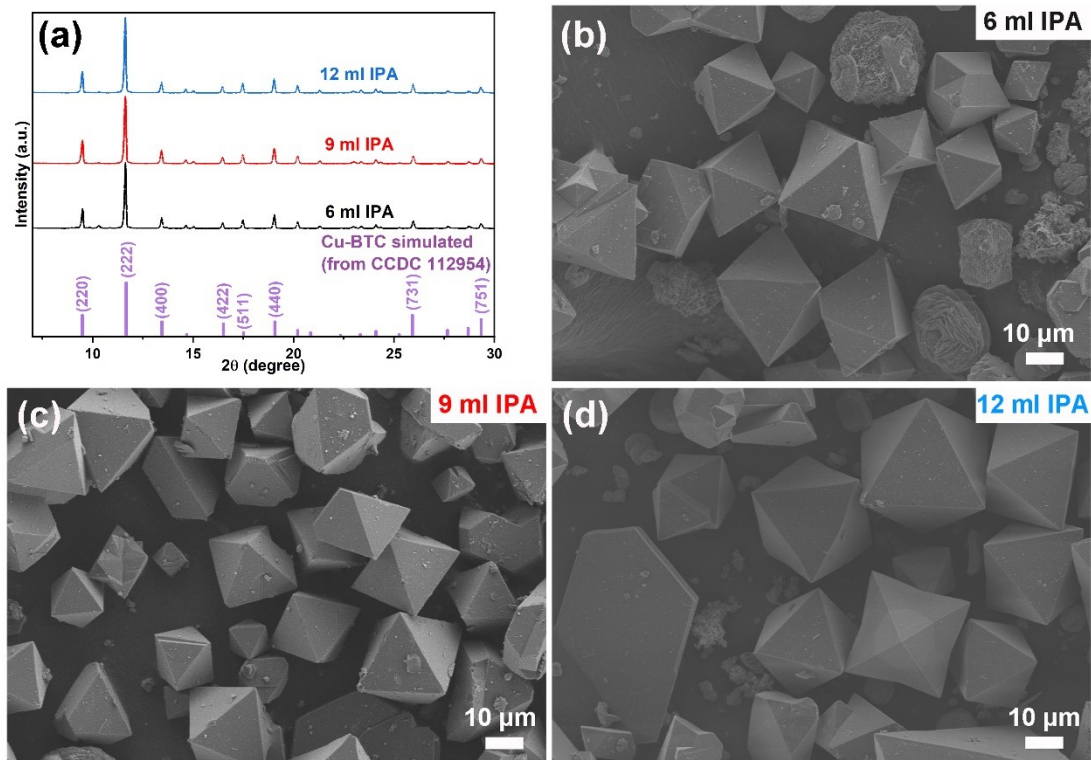 (a)
12 ml IPA
9 ml IPA
6 ml IPA
Cu-BTC simulated
(from CCDC 112954)
(220)
(222)
(400)
(422)
(511)
(440)
(731)
(751)
Intensity (a.u.)
10 15 20 25 30
2θ (degree)
(b)
6 ml IPA
10 µm
(c)
9 ml IPA
10 µm
(d)
12 ml IPA
10 µm